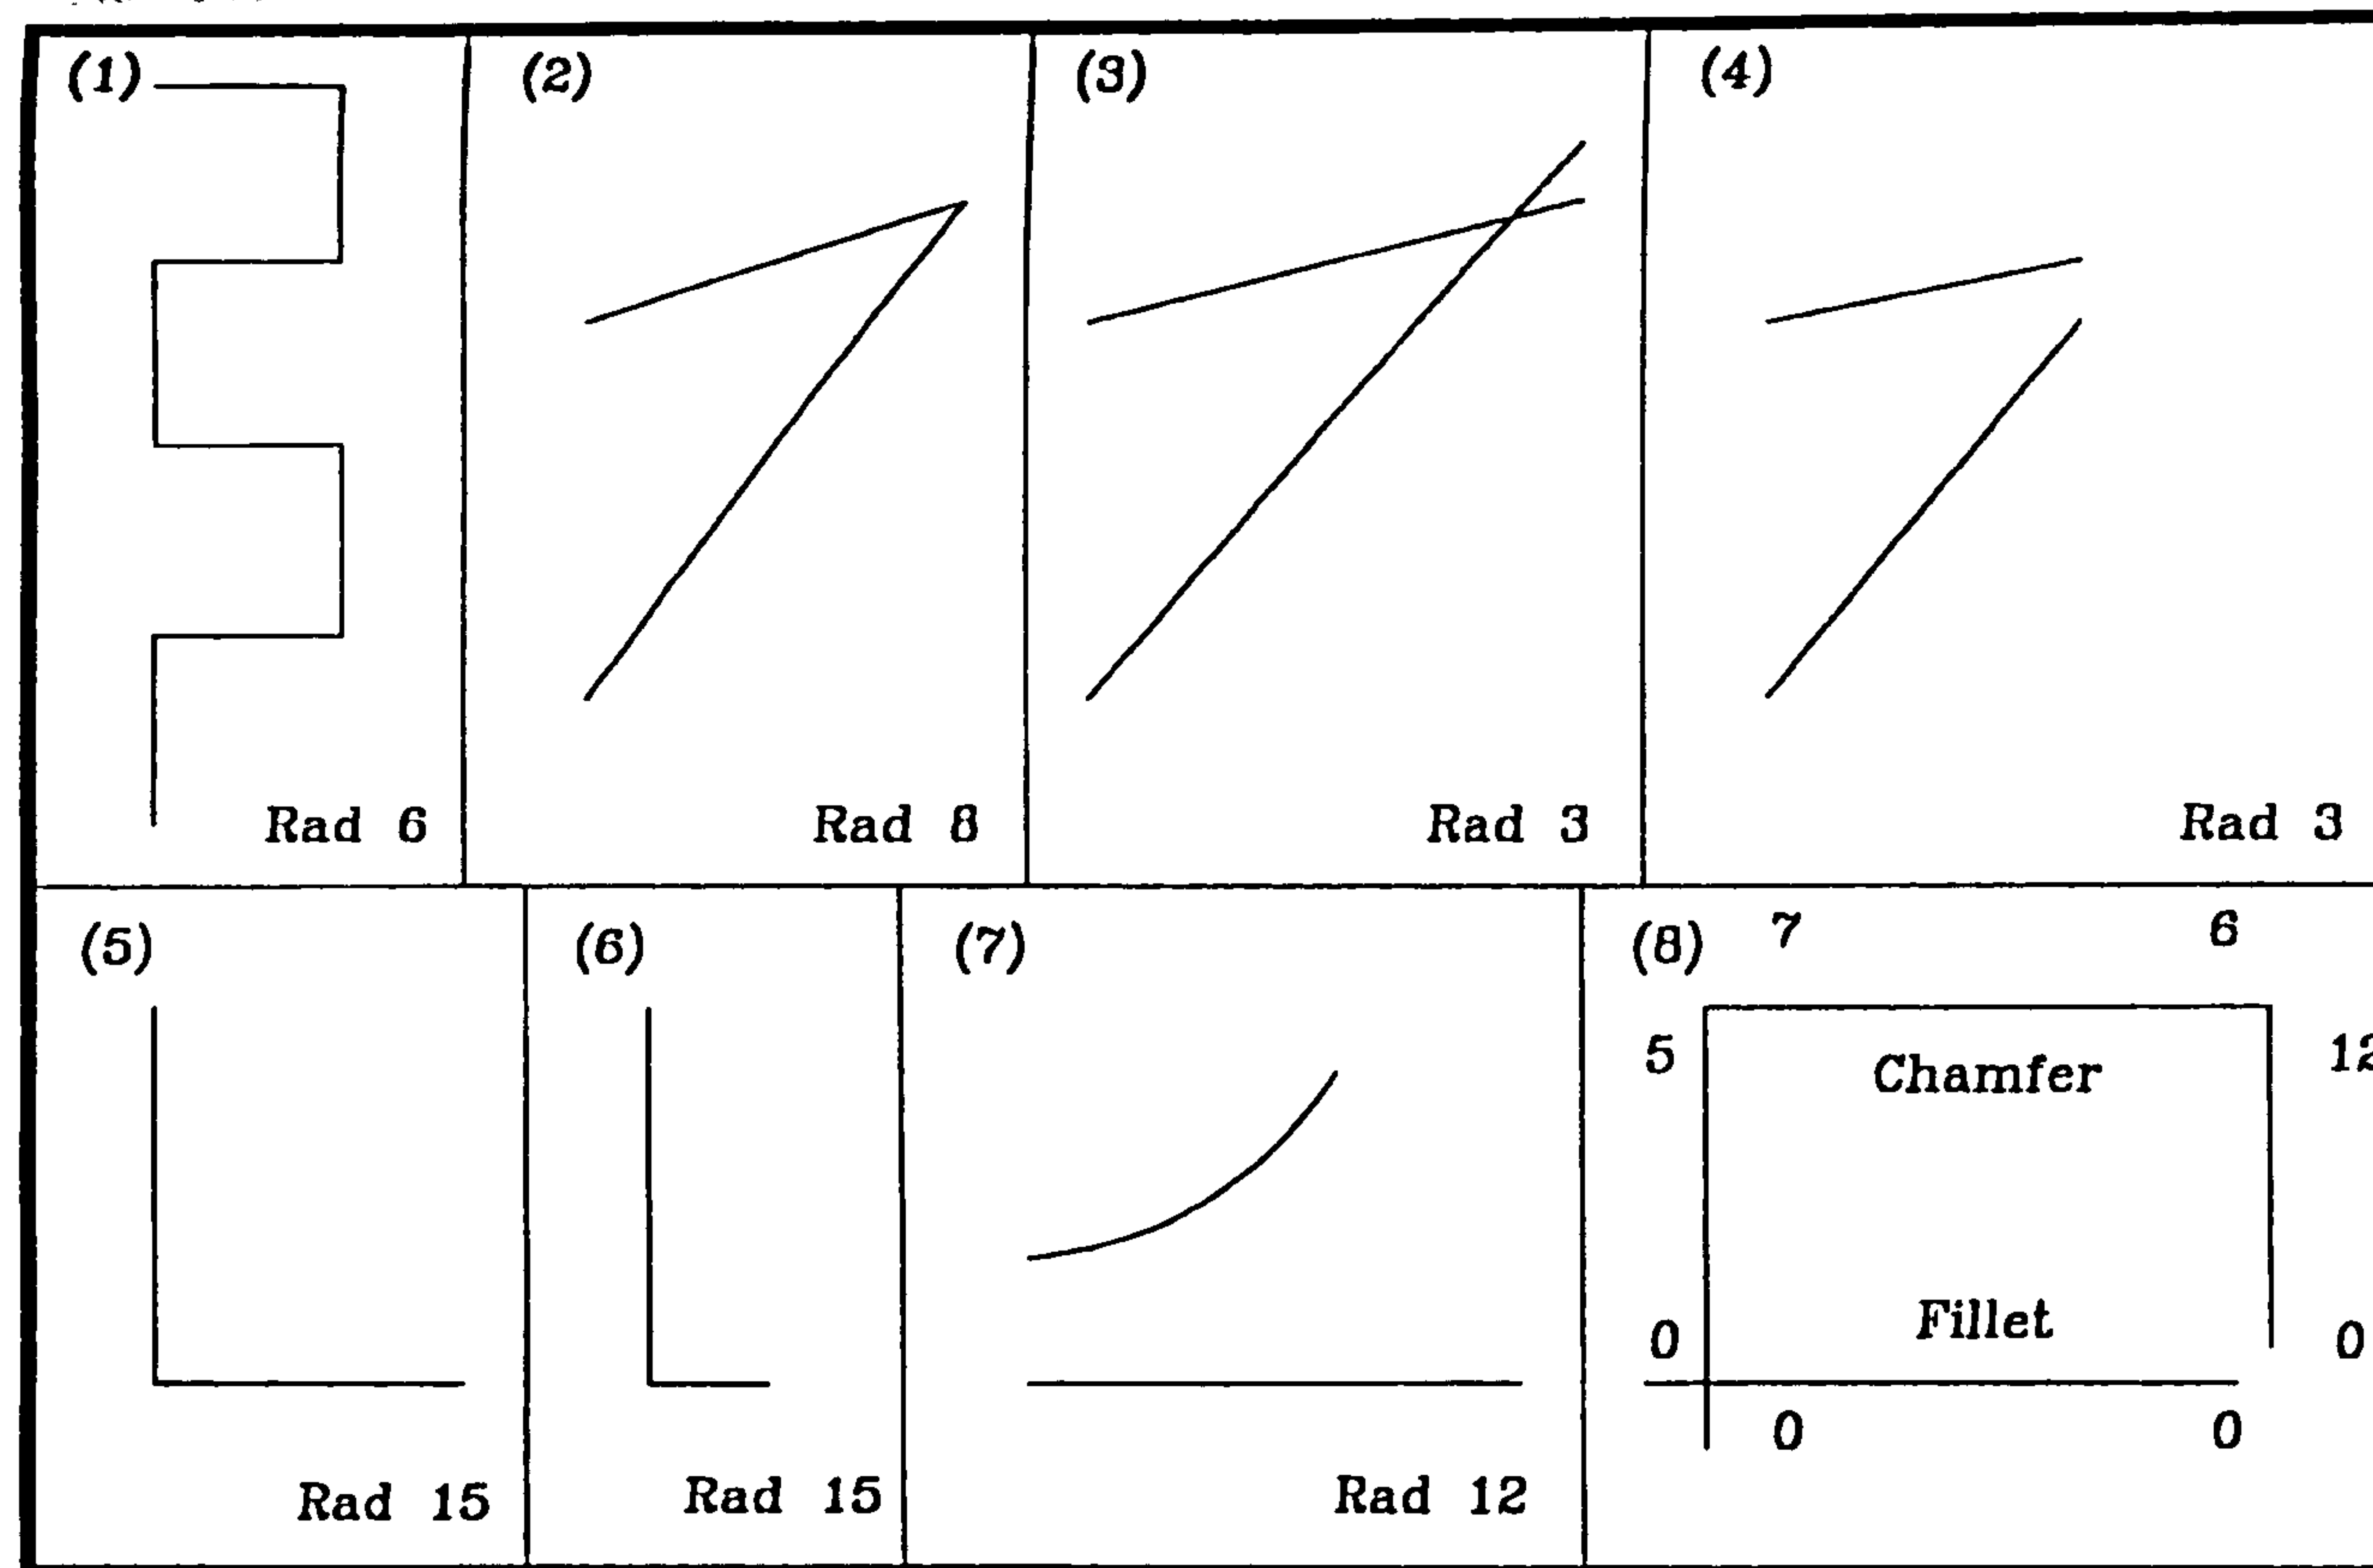 (1) (2) (3) (4)
Rad 6 Rad 8 Rad 3 Rad 3
(5) (6) (7) (8) 7 6
5 Chamfer 12
0 Fillet 0
0 0
Rad 15 Rad 15 Rad 12